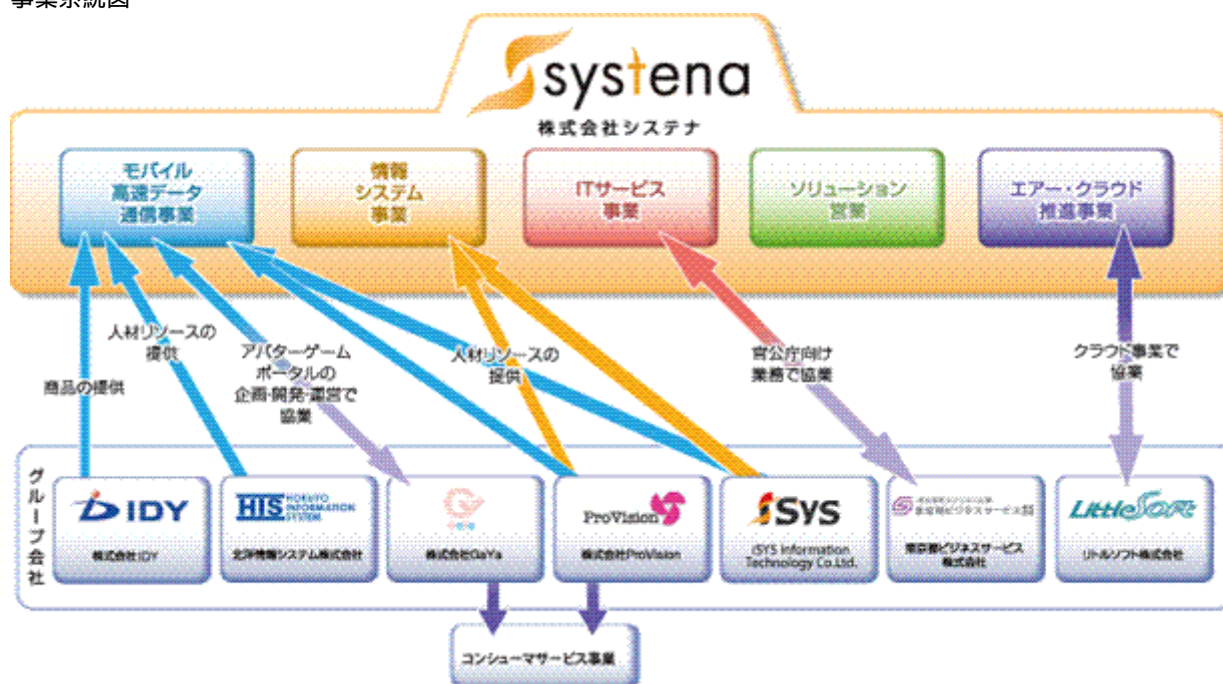 事業系統図
systena
株式会社システナ
モバイル
高速データ
通信事業
情報
システム
事業
ITサービス
事業
ソリューション
営業
エアー・クラウド
推進事業
商品の提供
人材リソースの
提供
アバターゲーム
ポータルの
企画・開発・運営で
協業
人材リソースの
提供
官公庁向け
業務で協業
クラウド事業で
協業
グループ会社
IDY
株式会社IDY
HIS HOKUYO
INFORMATION
SYSTEM
北洋情報システム株式会社
株式会社GaYa
ProVision
株式会社ProVision
iSys
iSYS Information
Technology Co.Ltd.
東京都ビジネスサービス
株式会社
LittleSoft
リトルソフト株式会社
コンシューマサービス事業